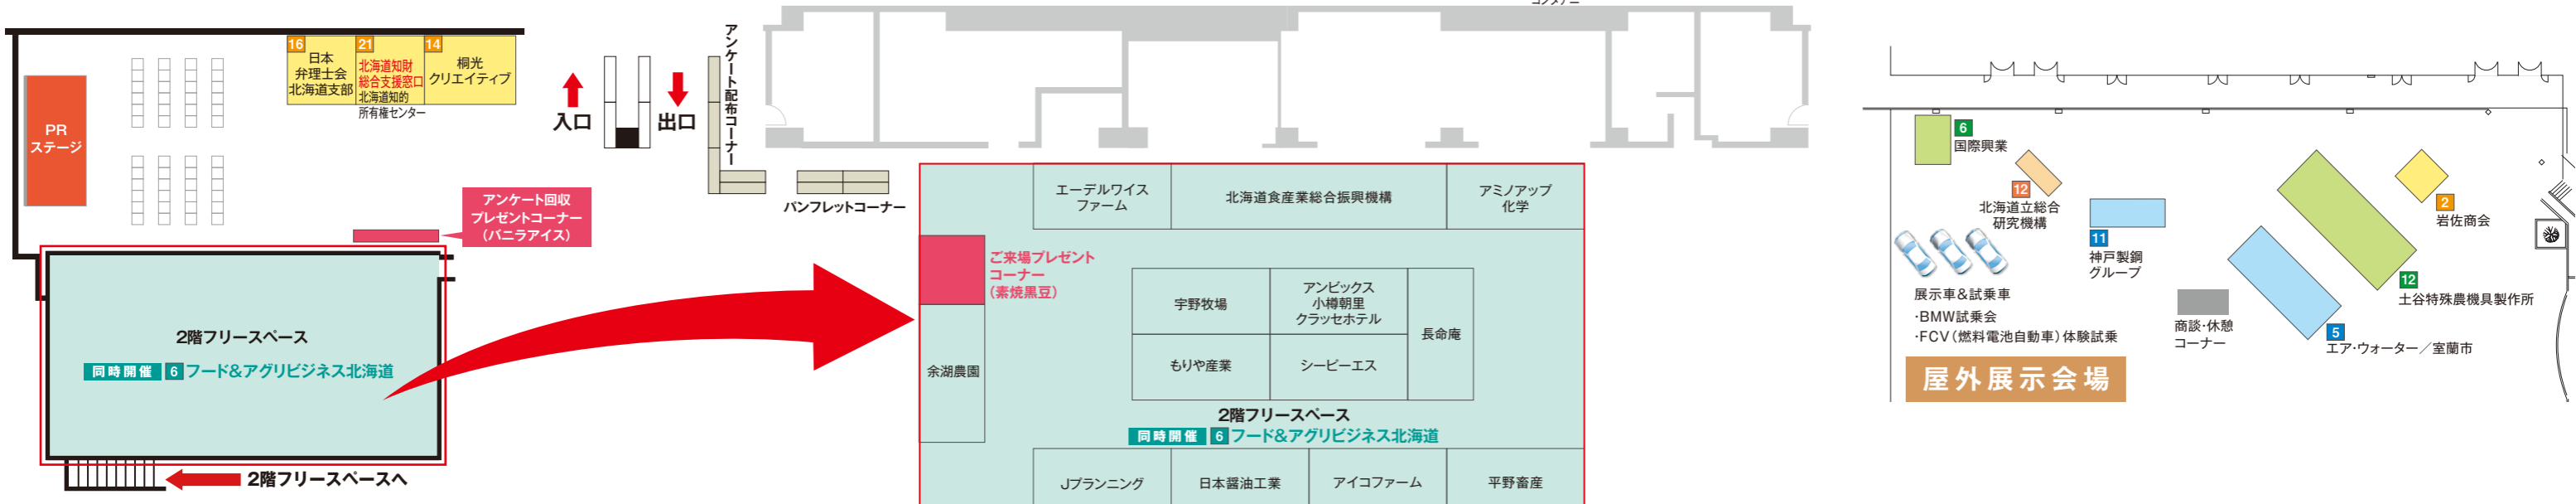 コンタナニ
16
日本
弁理士会
北海道支部
21
北海道知財
総合支援窓口
北海道知的
所有権センター
14
桐光
クリエイティブ
PR
ステージ
入口
出口
アンケート配布コーナー
パンフレットコーナー
アンケート回収
プレゼントコーナー
(バニラアイス)
2階フリースペース
同時開催 6 フード&アグリビジネス北海道
2階フリースペースへ
エーデルワイス
ファーム
北海道食産業総合振興機構
アミノアップ
化学
ご来場プレゼント
コーナー
(素焼黒豆)
余湖農園
宇野牧場
アンビックス
小樽朝里
クラッセホテル
長命庵
もりや産業
シービーエス
2階フリースペース
同時開催 6 フード&アグリビジネス北海道
Jプランニング
日本醤油工業
アイコファーム
平野畜産
6
国際興業
12
北海道立総合
研究機構
11
神戸製鋼
グループ
2
岩佐商会
12
土谷特殊農機具製作所
5
エア・ウォーター/室蘭市
商談・休憩
コーナー
展示車&試乗車
・BMW試乗会
・FCV(燃料電池自動車)体験試乗
屋外展示会場